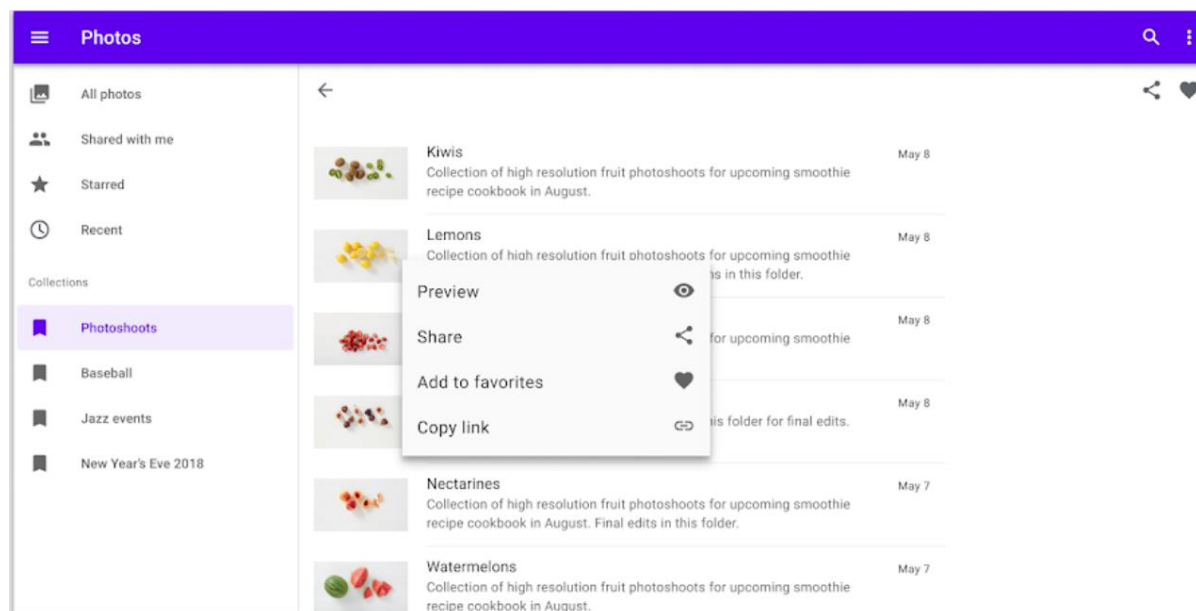 Photos
All photos
Shared with me
Starred
Recent
Collections
Photoshoots
Baseball
Jazz events
New Year's Eve 2018
Kiwis
May 8
Collection of high resolution fruit photoshoots for upcoming smoothie
recipe cookbook in August.
Lemons
May 8
Collection of high resolution fruit photoshoots for upcoming smoothie
in this folder.
May 8
for upcoming smoothie
May 8
folder for final edits.
Preview
Share
Add to favorites
Copy link
Nectarines
May 7
Collection of high resolution fruit photoshoots for upcoming smoothie
recipe cookbook in August. Final edits in this folder.
Watermelons
May 7
Collection of high resolution fruit photoshoots for upcoming smoothie
recipe cookbook in August.